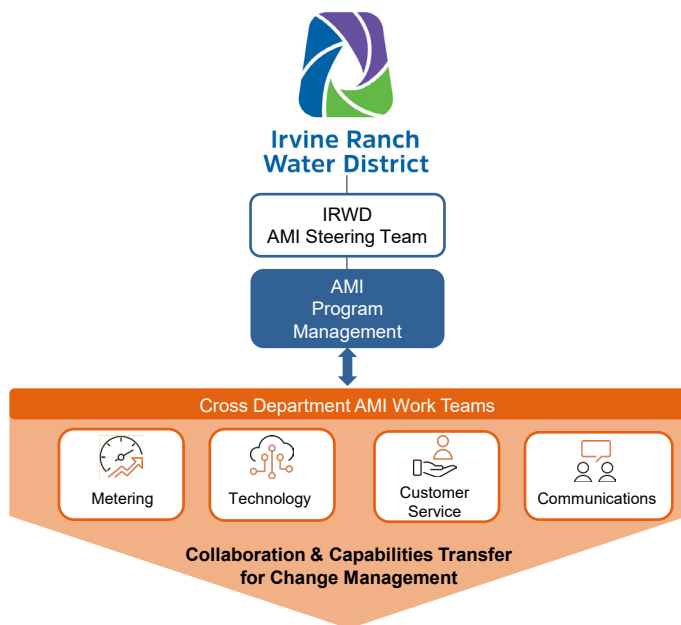 Irvine Ranch
Water District
IRWD
AMI Steering Team
AMI
Program
Management
Cross Department AMI Work Teams
Metering
Technology
Customer
Service
Communications
Collaboration & Capabilities Transfer
for Change Management